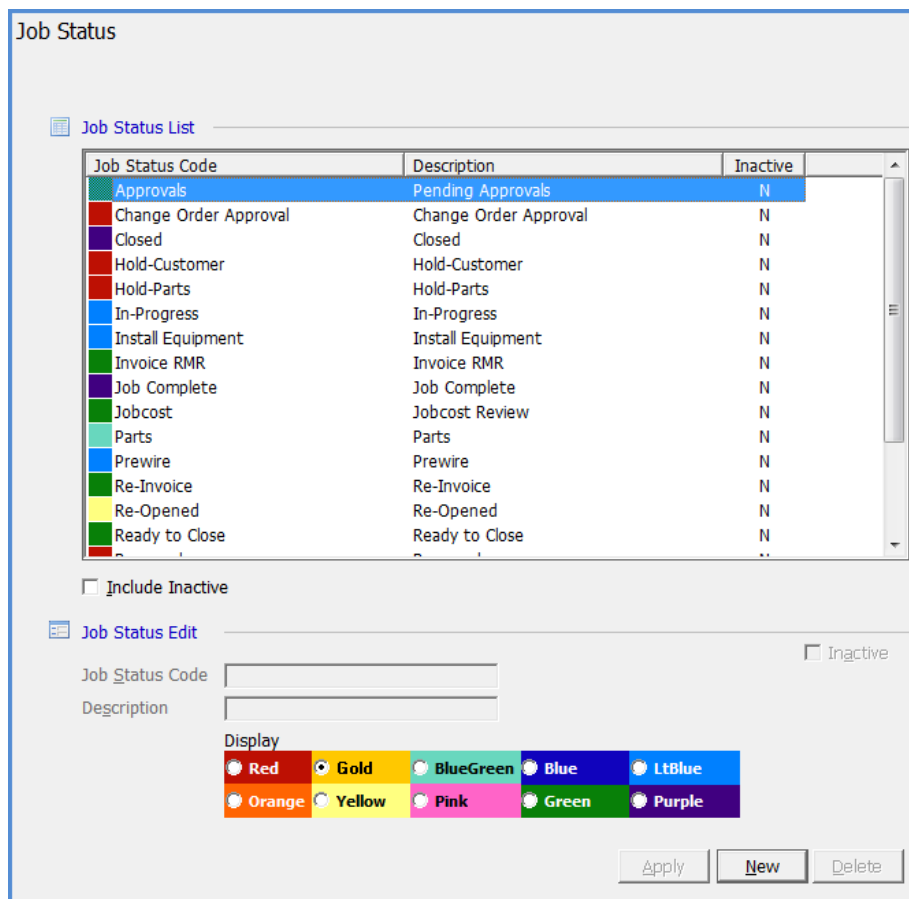 Job Status
Job Status List
Job Status Code Description Inactive
Approvals Pending Approvals N
Change Order Approval Change Order Approval N
Closed Closed N
Hold-Customer Hold-Customer N
Hold-Parts Hold-Parts N
In-Progress In-Progress N
Install Equipment Install Equipment N
Invoice RMR Invoice RMR N
Job Complete Job Complete N
Jobcost Jobcost Review N
Parts Parts N
Prewire Prewire N
Re-Invoice Re-Invoice N
Re-Opened Re-Opened N
Ready to Close Ready to Close N
Include Inactive
Job Status Edit
Inactive
Job Status Code
Description
Display
Red Gold BlueGreen Blue LtBlue
Orange Yellow Pink Green Purple
Apply New Delete